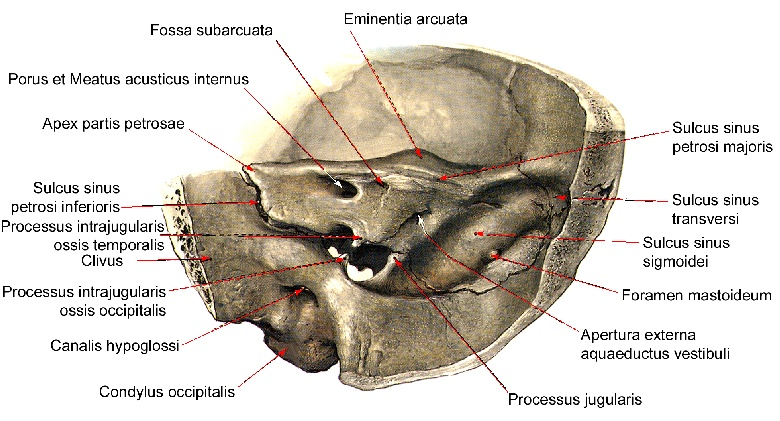 Eminentia arcuata
Fossa subarcuata
Porus et Meatus acusticus internus
Apex partis petrosae
Sulcus sinus
petrosi inferioris
Processus intrajugularis
ossis temporalis
Clivus
Processus intrajugularis
ossis occipitalis
Canalis hypoglossi
Condylus occipitalis
Sulcus sinus
petrosi majoris
Sulcus sinus
transversi
Sulcus sinus
sigmoidei
Foramen mastoideum
Apertura externa
aquaeductus vestibuli
Processus jugularis